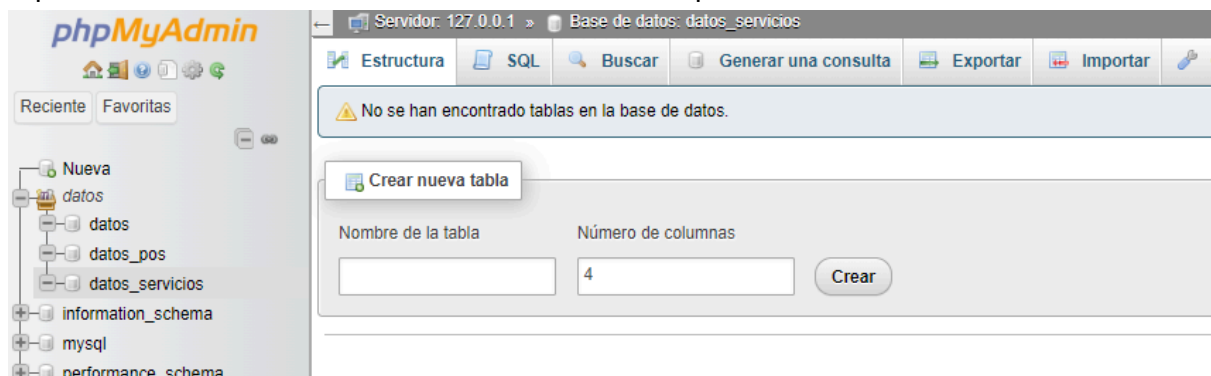 phpMyAdmin
Reciente Favoritas
Nueva
datos
datos
datos_pos
datos_servicios
information_schema
mysql
performance_schema
Servidor: 127.0.0.1 » Base de datos: datos_servicios
Estructura SQL Buscar Generar una consulta Exportar Importar
No se han encontrado tablas en la base de datos.
Crear nueva tabla
Nombre de la tabla Número de columnas
4 Crear